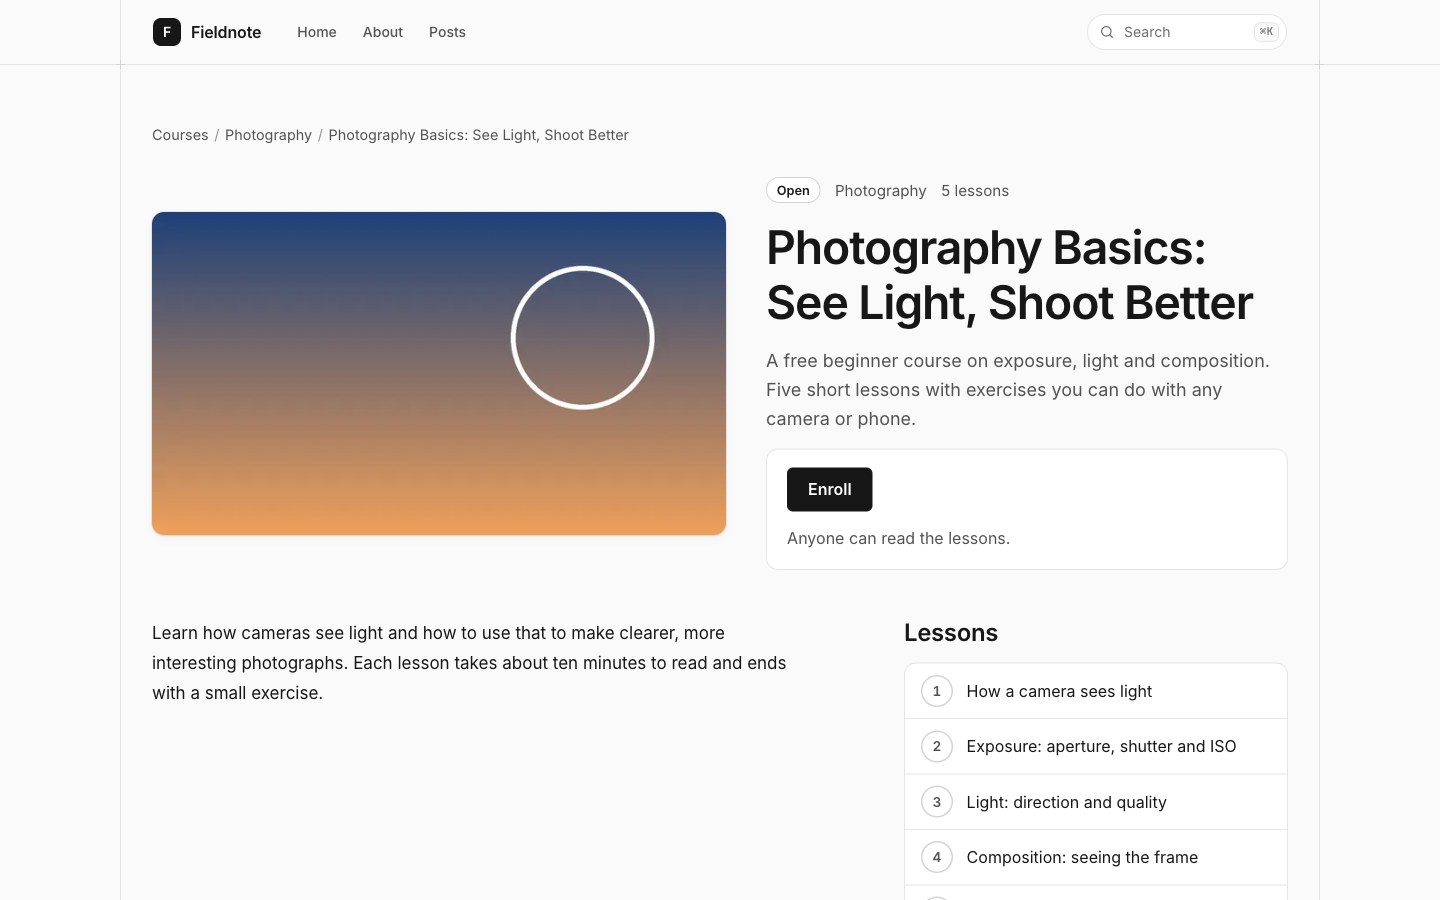 F Fieldnote Home About Posts Search ⌘K
Courses / Photography / Photography Basics: See Light, Shoot Better
Open Photography 5 lessons
Photography Basics:
See Light, Shoot Better
A free beginner course on exposure, light and composition.
Five short lessons with exercises you can do with any
camera or phone.
Enroll
Anyone can read the lessons.
Learn how cameras see light and how to use that to make clearer, more
interesting photographs. Each lesson takes about ten minutes to read and ends
with a small exercise.
Lessons
1 How a camera sees light
2 Exposure: aperture, shutter and ISO
3 Light: direction and quality
4 Composition: seeing the frame